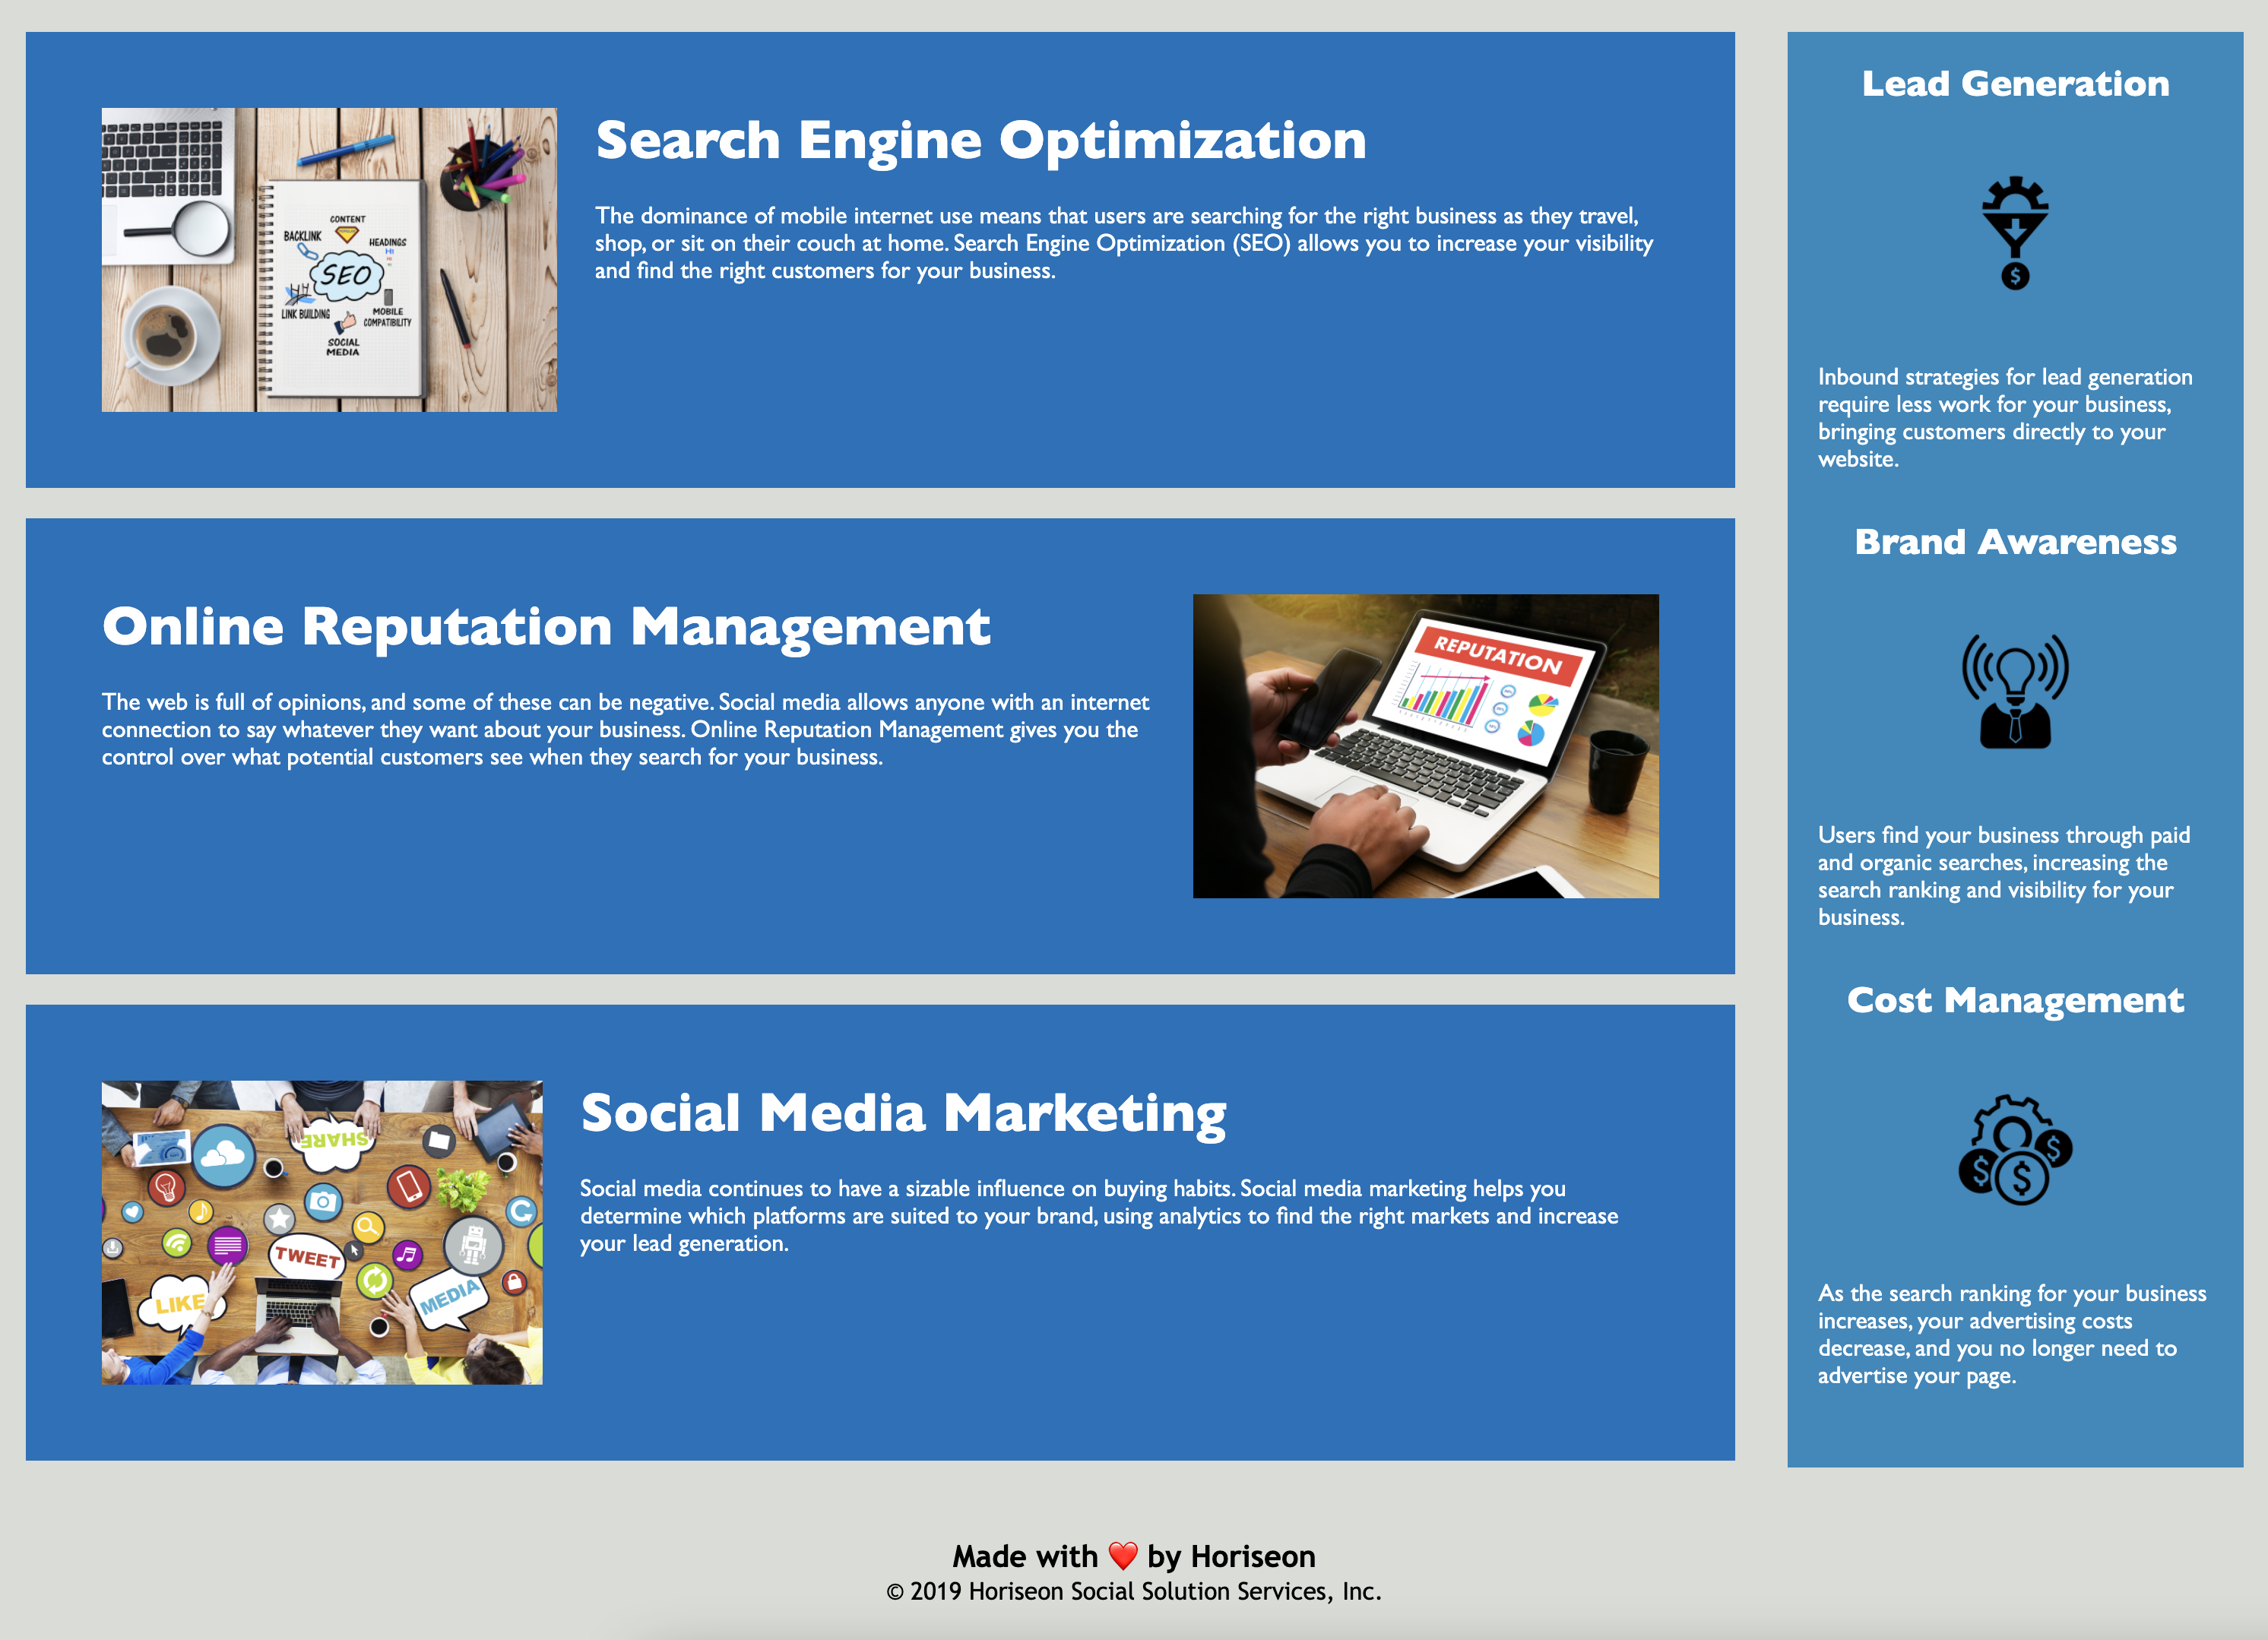 Search Engine Optimization
The dominance of mobile internet use means that users are searching for the right business as they travel,
shop, or sit on their couch at home. Search Engine Optimization (SEO) allows you to increase your visibility
and find the right customers for your business.
CONTENT
BACKLINK
HEADINGS
H1
SEO
LINK BUILDING
MOBILE
COMPATIBILITY
SOCIAL
MEDIA
Online Reputation Management
The web is full of opinions, and some of these can be negative. Social media allows anyone with an internet
connection to say whatever they want about your business. Online Reputation Management gives you the
control over what potential customers see when they search for your business.
REPUTATION
Social Media Marketing
Social media continues to have a sizable influence on buying habits. Social media marketing helps you
determine which platforms are suited to your brand, using analytics to find the right markets and increase
your lead generation.
SHARE
TWEET
LIKE
MEDIA
Lead Generation
$
Inbound strategies for lead generation
require less work for your business,
bringing customers directly to your
website.
Brand Awareness
Users find your business through paid
and organic searches, increasing the
search ranking and visibility for your
business.
Cost Management
$ $ $
As the search ranking for your business
increases, your advertising costs
decrease, and you no longer need to
advertise your page.
Made with ❤️ by Horiseon
© 2019 Horiseon Social Solution Services, Inc.